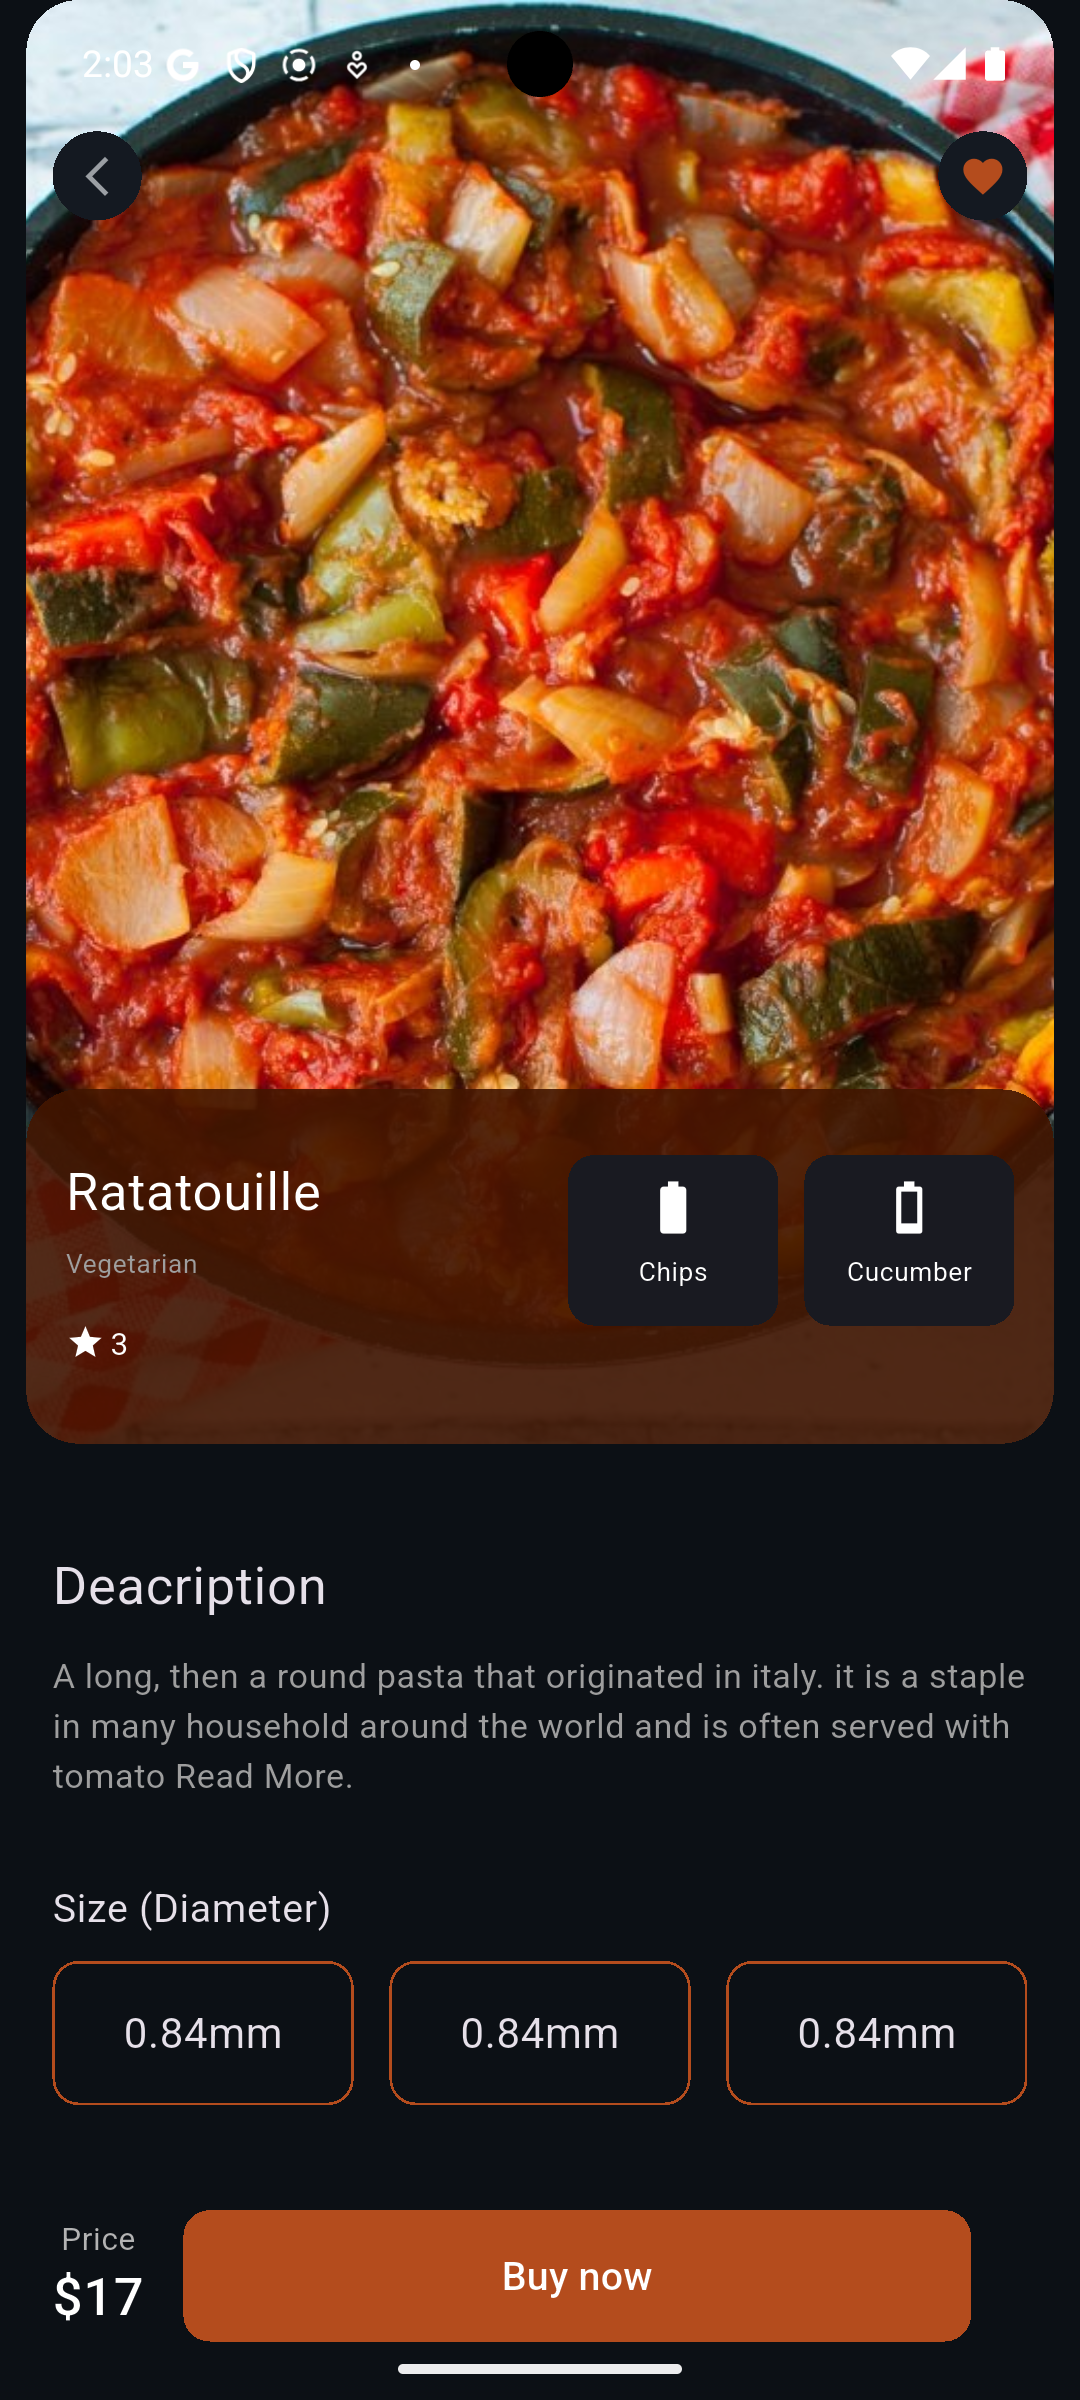 2:03
Ratatouille
Vegetarian
3
Chips
Cucumber
Deacription
A long, then a round pasta that originated in italy. it is a staple
in many household around the world and is often served with
tomato Read More.
Size (Diameter)
0.84mm
0.84mm
0.84mm
Price
$17
Buy now